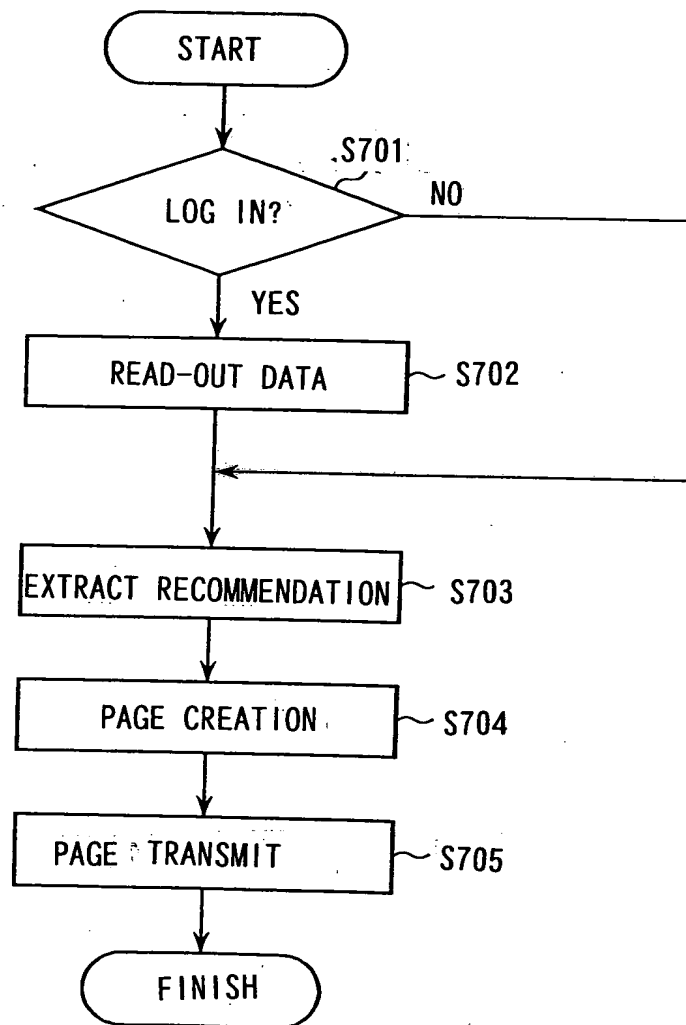 START
S701
LOG IN?
NO
YES
READ-OUT DATA
S702
EXTRACT RECOMMENDATION
S703
PAGE CREATION
S704
PAGE TRANSMIT
S705
FINISH